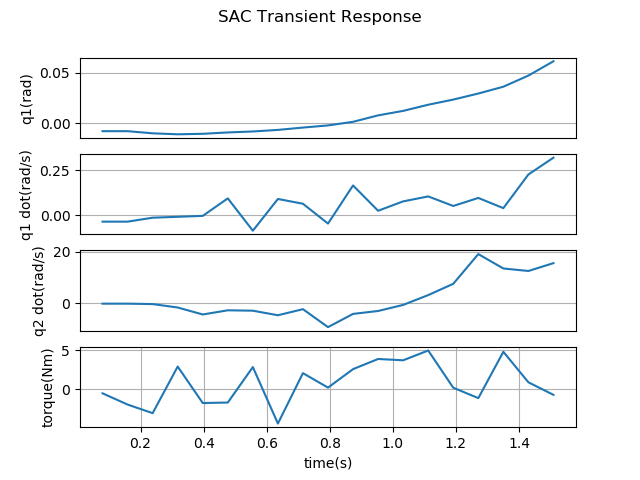 SAC Transient Response
q1(rad)
0.05
0.00
q1 dot(rad/s)
0.25
0.00
q2 dot(rad/s)
20
0
torque(Nm)
5
0
0.2 0.4 0.6 0.8 1.0 1.2 1.4
time(s)